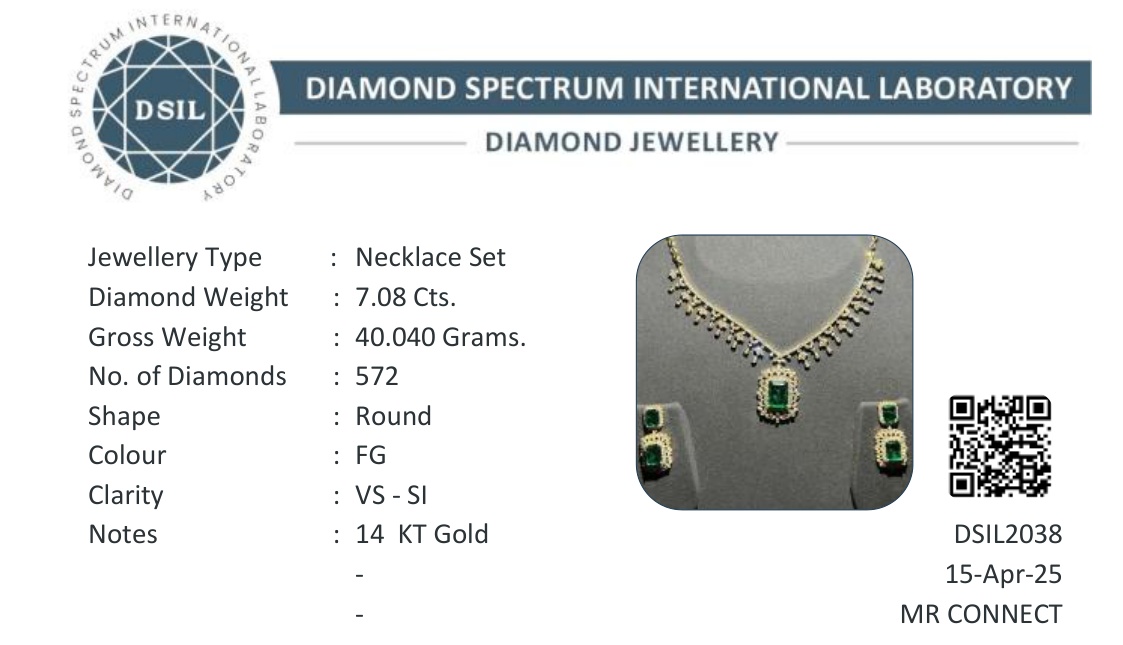 DIAMOND SPECTRUM INTERNATIONAL LABORATORY
DSIL
DIAMOND SPECTRUM INTERNATIONAL LABORATORY
DIAMOND JEWELLERY
Jewellery Type : Necklace Set
Diamond Weight : 7.08 Cts.
Gross Weight : 40.040 Grams.
No. of Diamonds : 572
Shape : Round
Colour : FG
Clarity : VS - SI
Notes : 14 KT Gold
-
-
DSIL2038
15-Apr-25
MR CONNECT